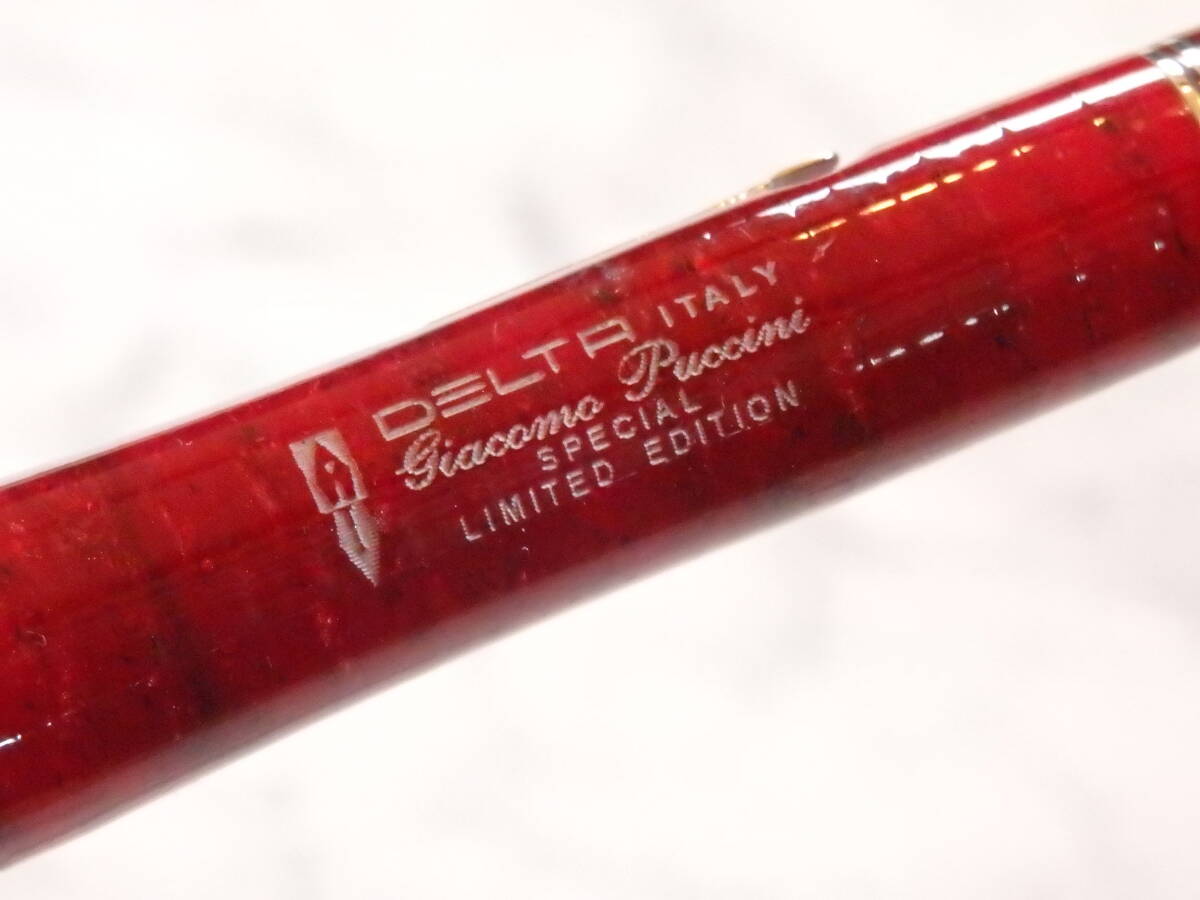 DELTA ITALY
Giacomo Puccini
SPECIAL
LIMITED EDITION